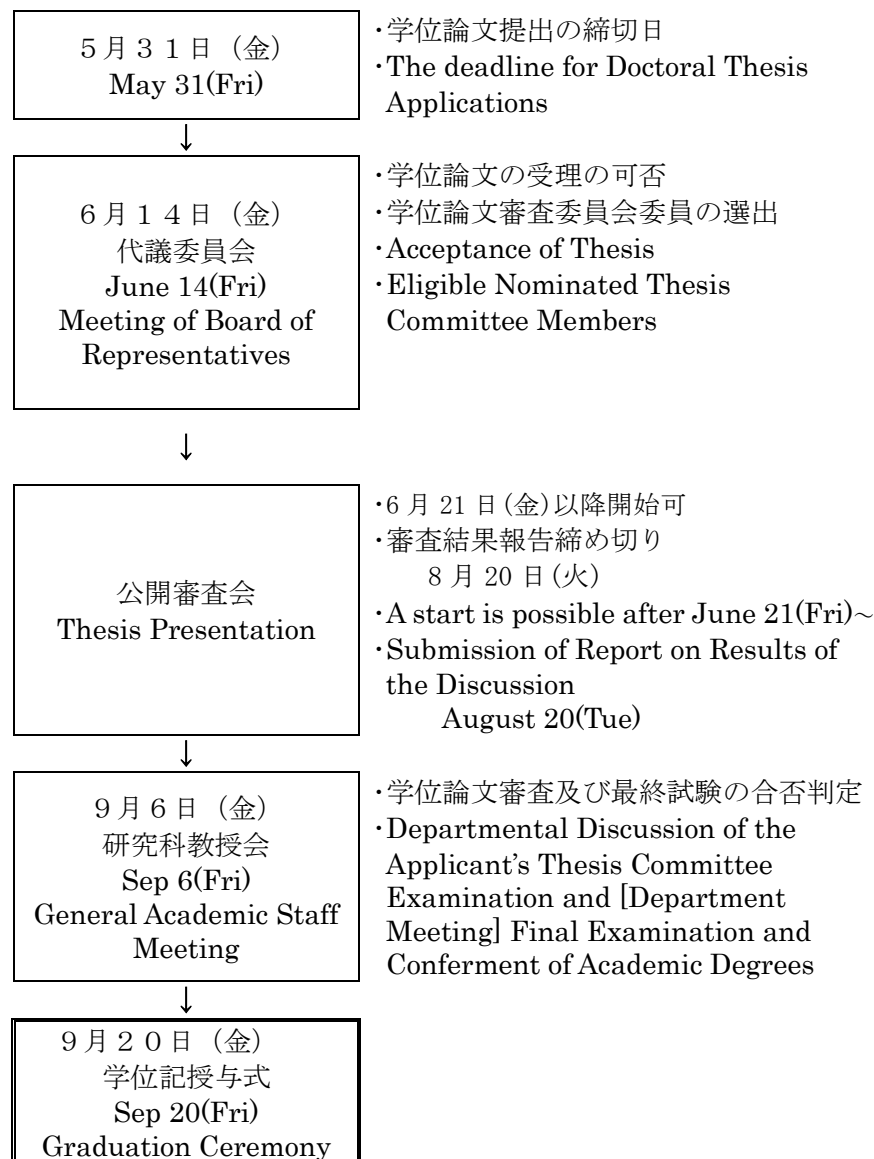 ５月３１日（金）
May 31(Fri)
・学位論文提出の締切日
・The deadline for Doctoral Thesis
Applications
↓
６月１４日（金）
代議委員会
June 14(Fri)
Meeting of Board of
Representatives
・学位論文の受理の可否
・学位論文審査委員会委員の選出
・Acceptance of Thesis
・Eligible Nominated Thesis
Committee Members
↓
公開審査会
Thesis Presentation
・6 月 21 日(金)以降開始可
・審査結果報告締め切り
8 月 20 日(火)
・A start is possible after June 21(Fri)~
・Submission of Report on Results of
the Discussion
August 20(Tue)
↓
９月６日（金）
研究科教授会
Sep 6(Fri)
General Academic Staff
Meeting
・学位論文審査及び最終試験の合否判定
・Departmental Discussion of the
Applicant’s Thesis Committee
Examination and [Department
Meeting] Final Examination and
Conferment of Academic Degrees
↓
９月２０日（金）
学位記授与式
Sep 20(Fri)
Graduation Ceremony